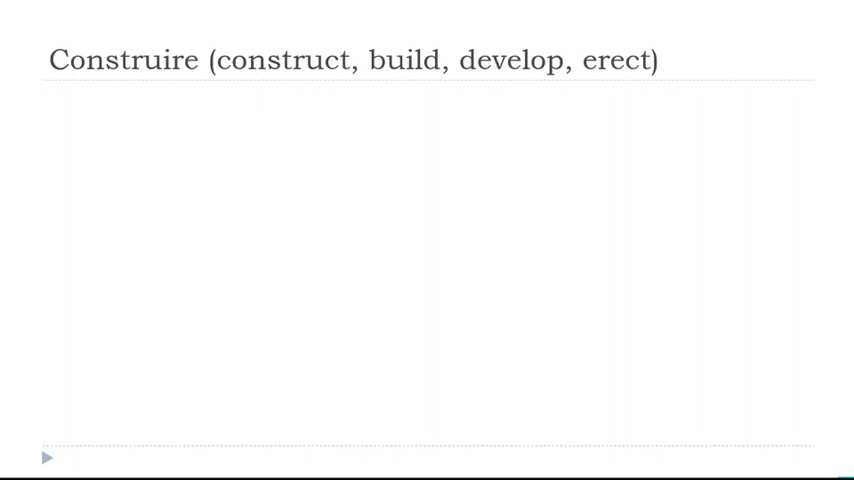 Construire (construct, build, develop, erect)